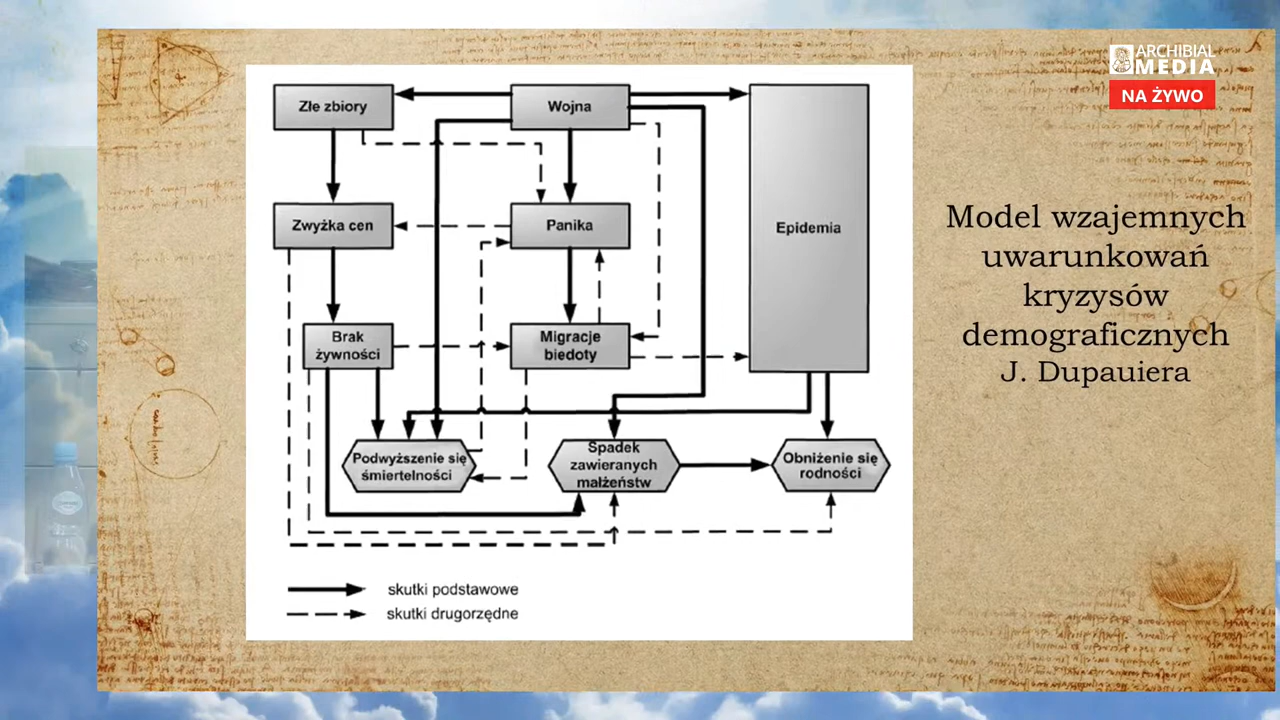 ARCHIBIAL
MEDIA
NA ŻYWO
Złe zbiory
Wojna
Epidemia
Zwyżka cen
Panika
Brak
żywności
Migracje
biedoty
Podwyższenie się
śmiertelności
Spadek
zawieranych
małżeństw
Obniżenie się
rodności
skutki podstawowe
skutki drugorzędne
Model wzajemnych
uwarunkowań
kryzysów
demograficznych
J. Dupauiera